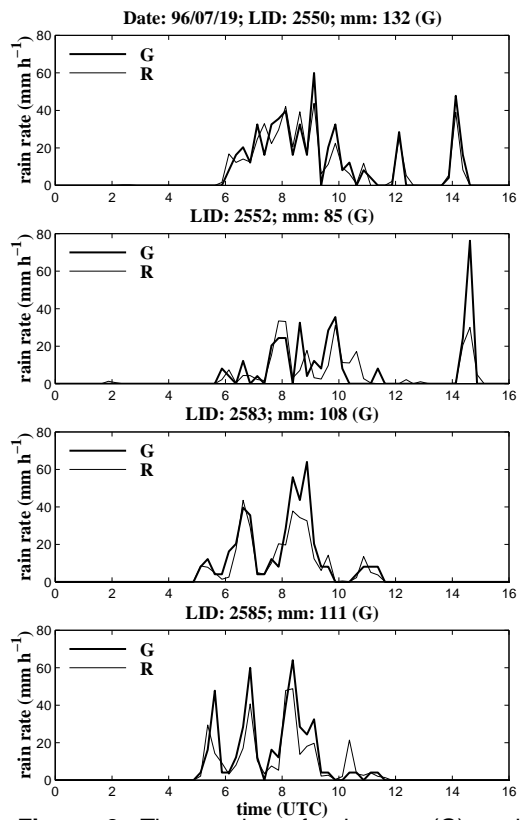 Date: 96/07/19; LID: 2550, mm: 132 (G)
rain rate (mm h⁻¹)
80
60
40
20
0
G
R
0 2 4 6 8 10 12 14 16
LID: 2552; mm: 85 (G)
rain rate (mm h⁻¹)
80
60
40
20
0
G
R
0 2 4 6 8 10 12 14 16
LID: 2583; mm: 108 (G)
rain rate (mm h⁻¹)
80
60
40
20
0
G
R
0 2 4 6 8 10 12 14 16
LID: 2585; mm: 111 (G)
rain rate (mm h⁻¹)
80
60
40
20
0
G
R
0 2 4 6 8 10 12 14 16
time (UTC)